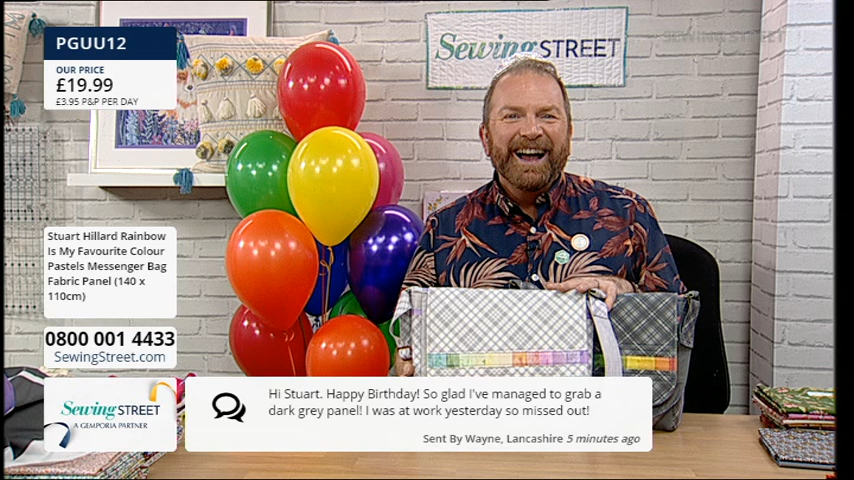 PGUU12
OUR PRICE
£19.99
£3.95 P&P PER DAY
Sewing STREET
SEWING STREET
Stuart Hillard Rainbow
Is My Favourite Colour
Pastels Messenger Bag
Fabric Panel (140 x
110cm)
0800 001 4433
SewingStreet.com
Sewing STREET
A GEMPORIA PARTNER
Hi Stuart. Happy Birthday! So glad I've managed to grab a
dark grey panel! I was at work yesterday so missed out!
Sent By Wayne, Lancashire 5 minutes ago